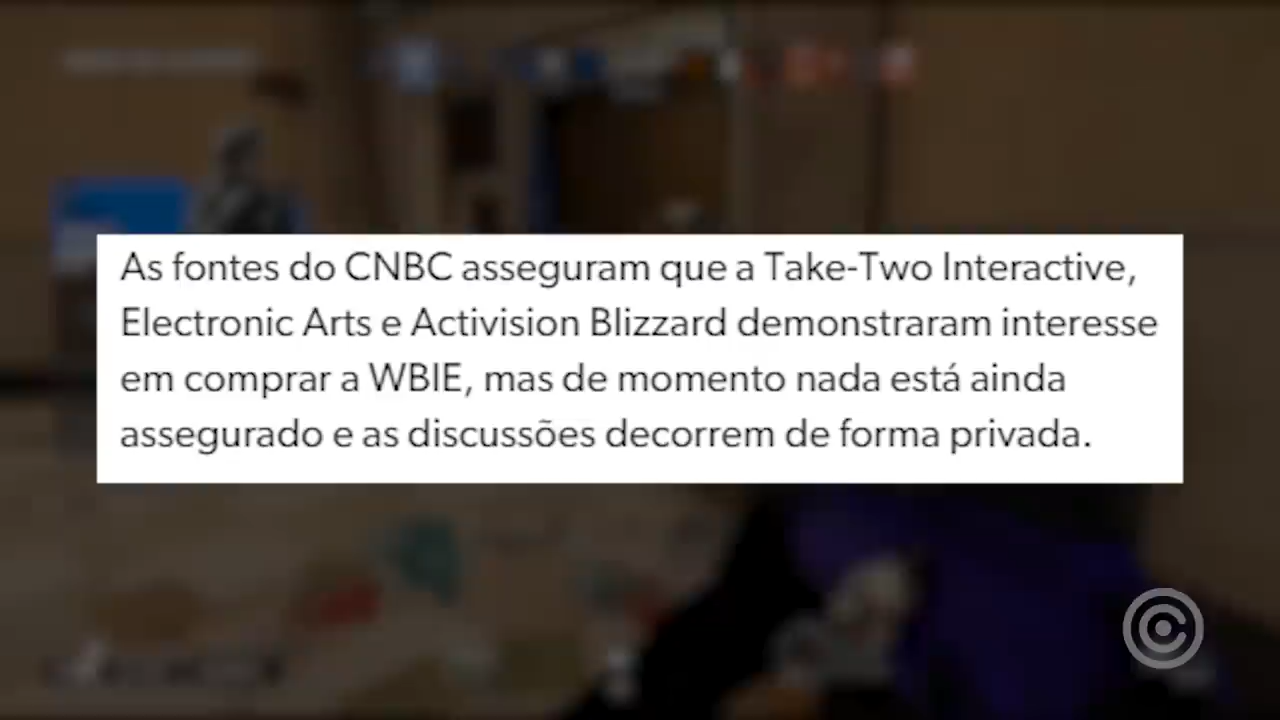 As fontes do CNBC asseguram que a Take-Two Interactive,
Electronic Arts e Activision Blizzard demonstraram interesse
em comprar a WBIE, mas de momento nada está ainda
assegurado e as discussões decorrem de forma privada.